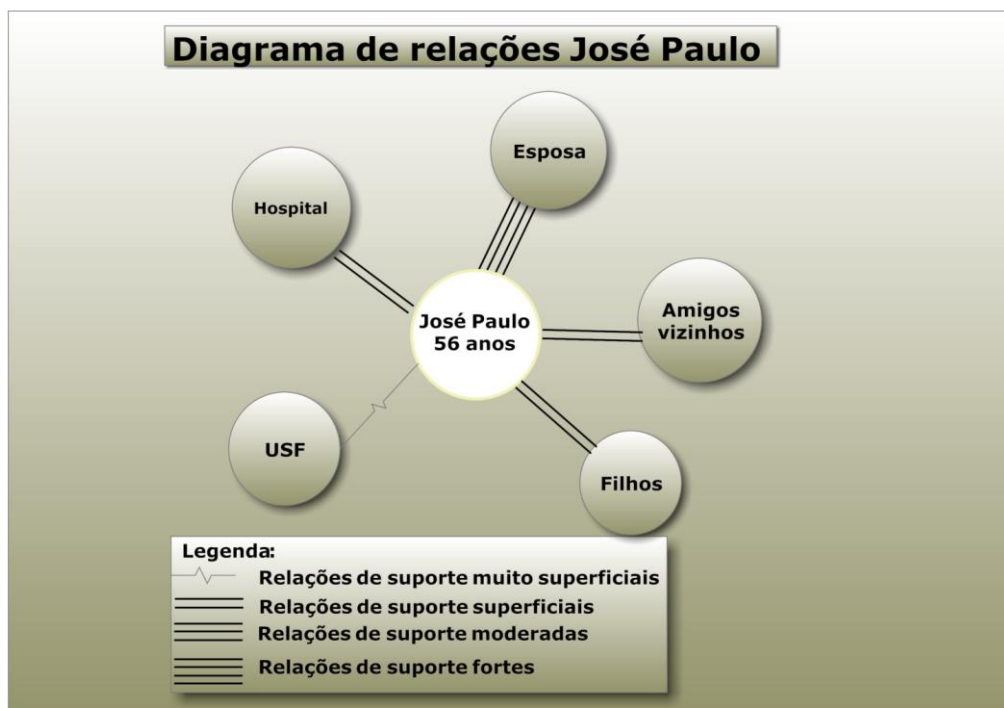 Diagrama de relações José Paulo
Esposa
Hospital
Amigos
vizinhos
José Paulo
56 anos
USF
Filhos
Legenda:
Relações de suporte muito superficiais
Relações de suporte superficiais
Relações de suporte moderadas
Relações de suporte fortes